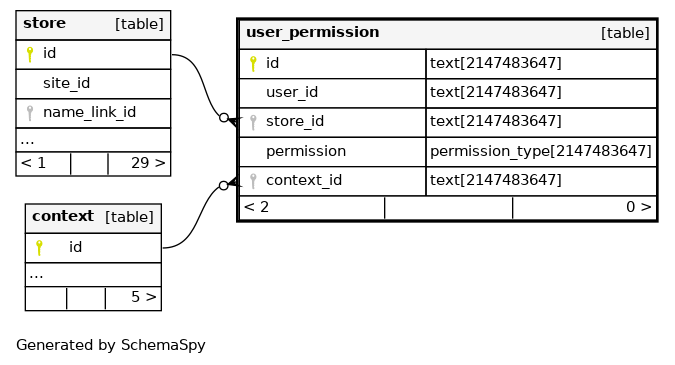 store [table]
id
site_id
name_link_id
...
< 1 29 >
user_permission [table]
id text[2147483647]
user_id text[2147483647]
store_id text[2147483647]
permission permission_type[2147483647]
context_id text[2147483647]
< 2 0 >
context [table]
id
...
5 >
Generated by SchemaSpy